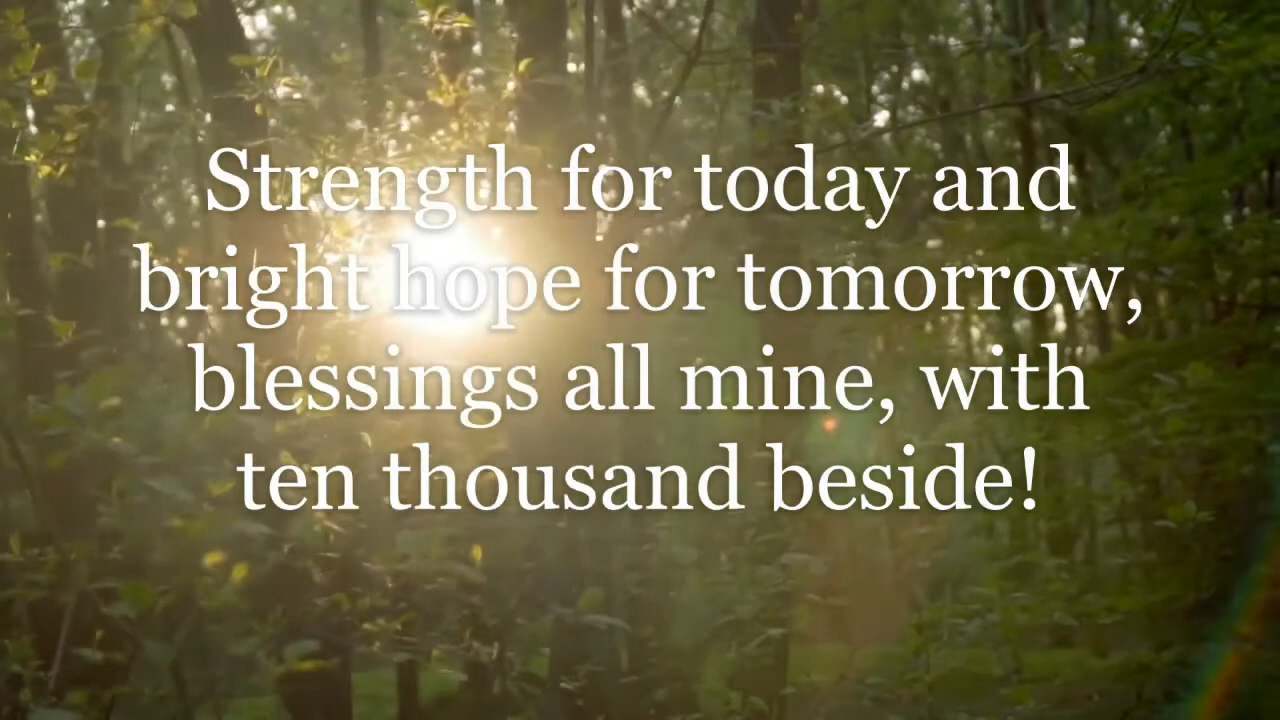 Strength for today and
bright hope for tomorrow,
blessings all mine, with
ten thousand beside!